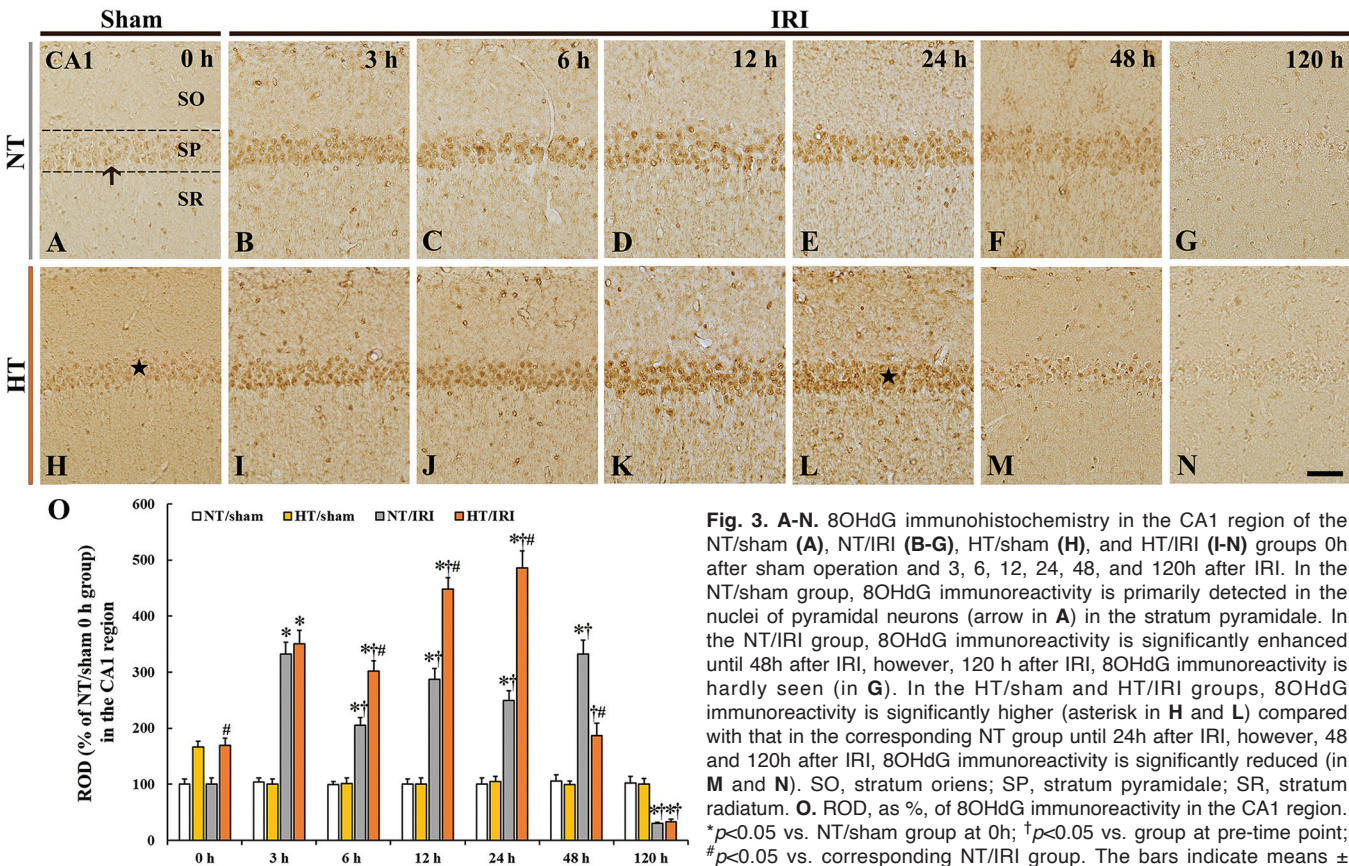 Sham IRI
CA1 0 h 3 h 6 h 12 h 24 h 48 h 120 h
SO
NT
SP
SR
A B C D E F G
HT
H I J K L M N
O
NT/sham HT/sham NT/IRI HT/IRI
ROD (% of NT/sham 0 h group)
in the CA1 region
600
500
400
300
200
100
0
#
* *
*† *†#
*† *†#
*† *†#
*† †#
*† *†
0 h 3 h 6 h 12 h 24 h 48 h 120 h
Fig. 3. A-N. 8OHdG immunohistochemistry in the CA1 region of the
NT/sham (A), NT/IRI (B-G), HT/sham (H), and HT/IRI (I-N) groups 0h
after sham operation and 3, 6, 12, 24, 48, and 120h after IRI. In the
NT/sham group, 8OHdG immunoreactivity is primarily detected in the
nuclei of pyramidal neurons (arrow in A) in the stratum pyramidale. In
the NT/IRI group, 8OHdG immunoreactivity is significantly enhanced
until 48h after IRI, however, 120 h after IRI, 8OHdG immunoreactivity is
hardly seen (in G). In the HT/sham and HT/IRI groups, 8OHdG
immunoreactivity is significantly higher (asterisk in H and L) compared
with that in the corresponding NT group until 24h after IRI, however, 48
and 120h after IRI, 8OHdG immunoreactivity is significantly reduced (in
M and N). SO, stratum oriens; SP, stratum pyramidale; SR, stratum
radiatum. O. ROD, as %, of 8OHdG immunoreactivity in the CA1 region.
*p<0.05 vs. NT/sham group at 0h; †p<0.05 vs. group at pre-time point;
#p<0.05 vs. corresponding NT/IRI group. The bars indicate means ±